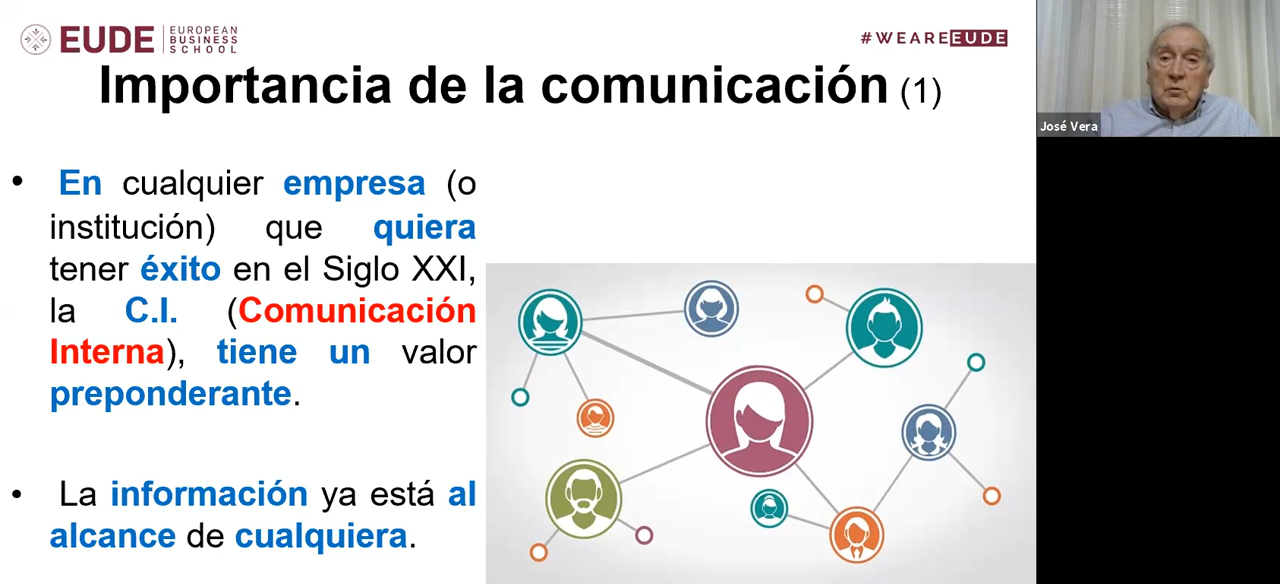 EUDE EUROPEAN
BUSINESS
SCHOOL
#WEAREEUDE
Importancia de la comunicación (1)
José Vera
• En cualquier empresa (o
institución) que quiera
tener éxito en el Siglo XXI,
la C.I. (Comunicación
Interna), tiene un valor
preponderante.
• La información ya está al
alcance de cualquiera.